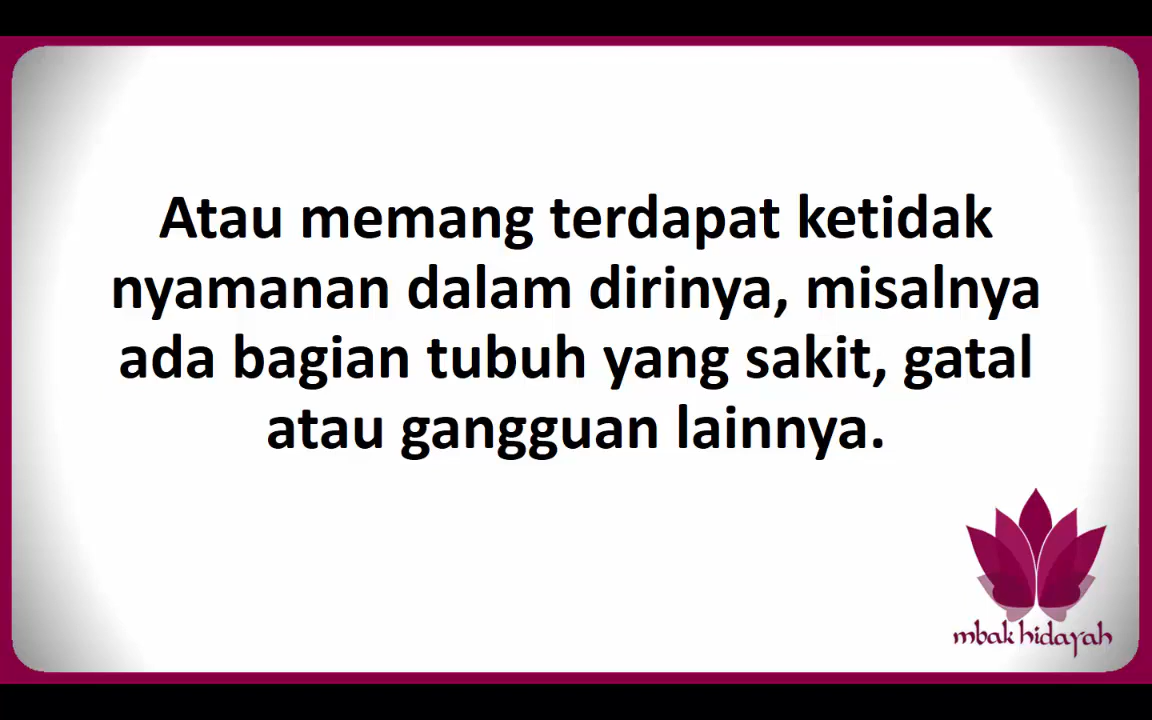 Atau memang terdapat ketidak
nyamanan dalam dirinya, misalnya
ada bagian tubuh yang sakit, gatal
atau gangguan lainnya.
mbak hidayah